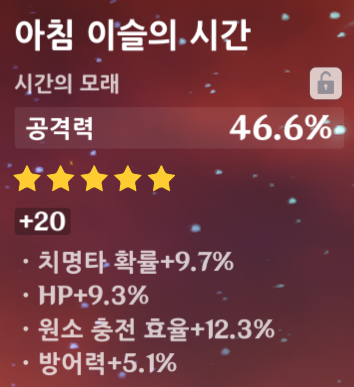 아침 이슬의 시간
시간의 모래
공격력 46.6%
+20
· 치명타 확률+9.7%
· HP+9.3%
· 원소 충전 효율+12.3%
· 방어력+5.1%